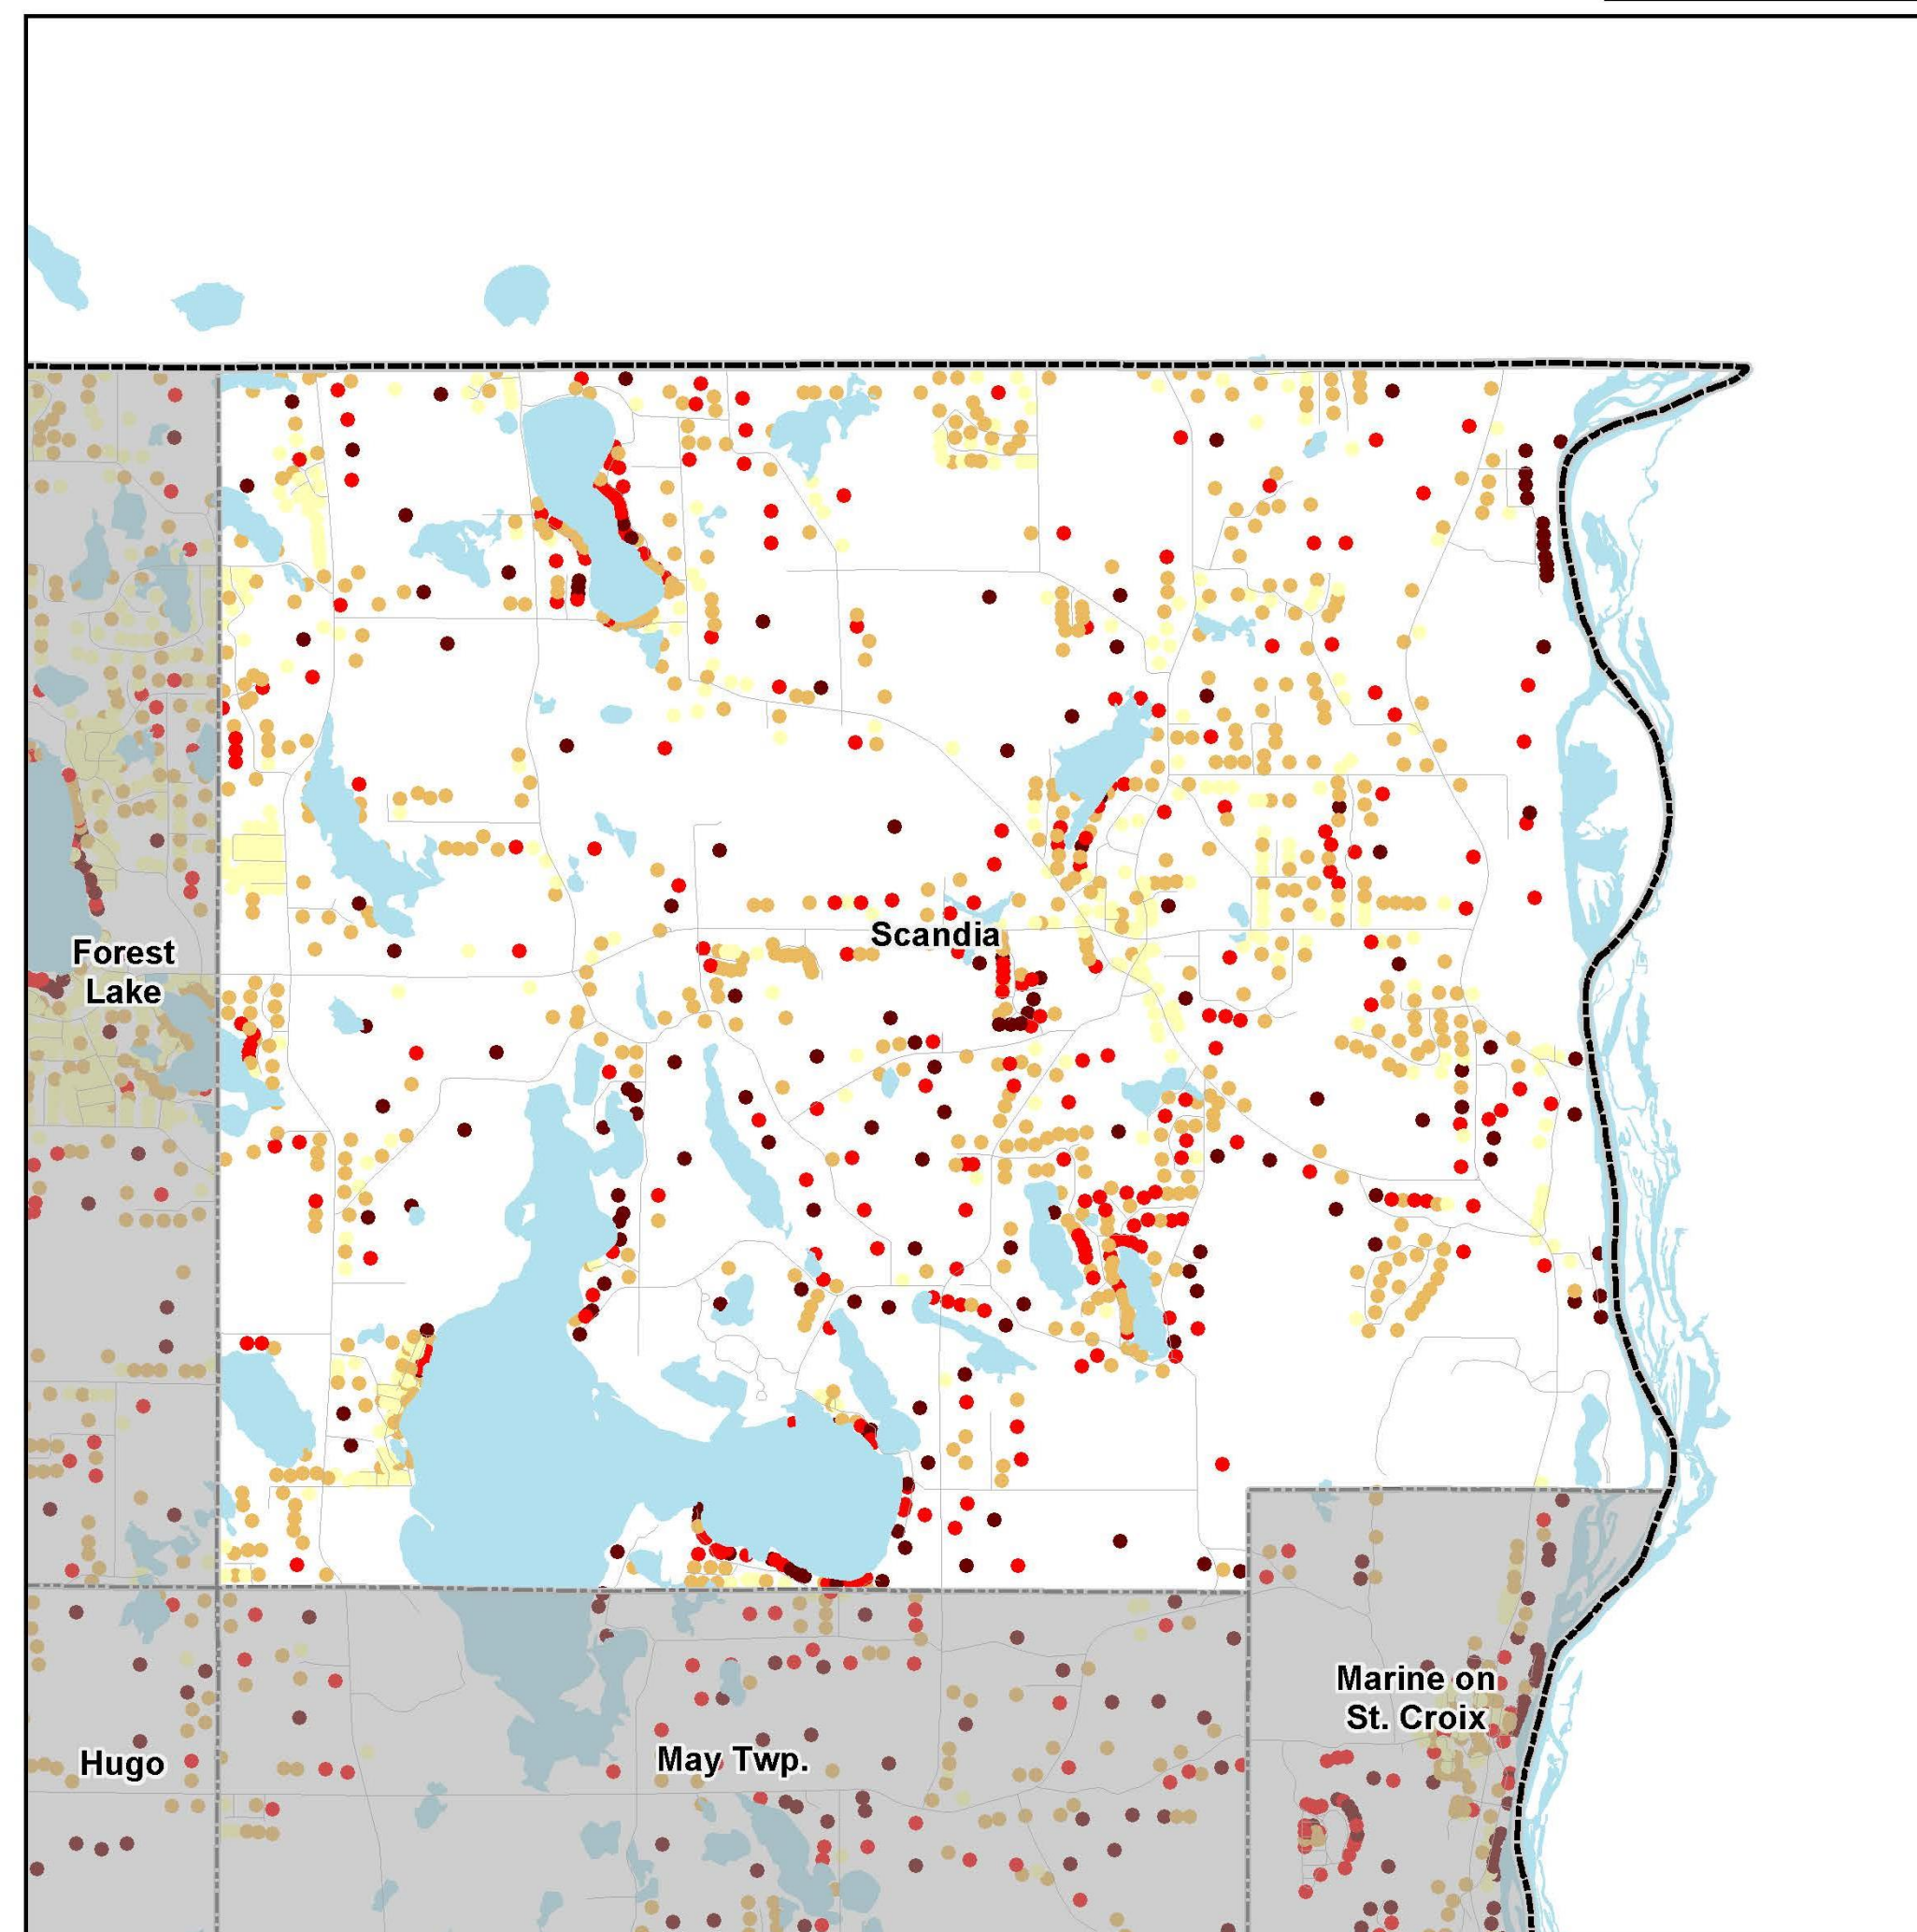 Scandia
Forest
Lake
Marine on
St. Croix
Hugo
May Twp.